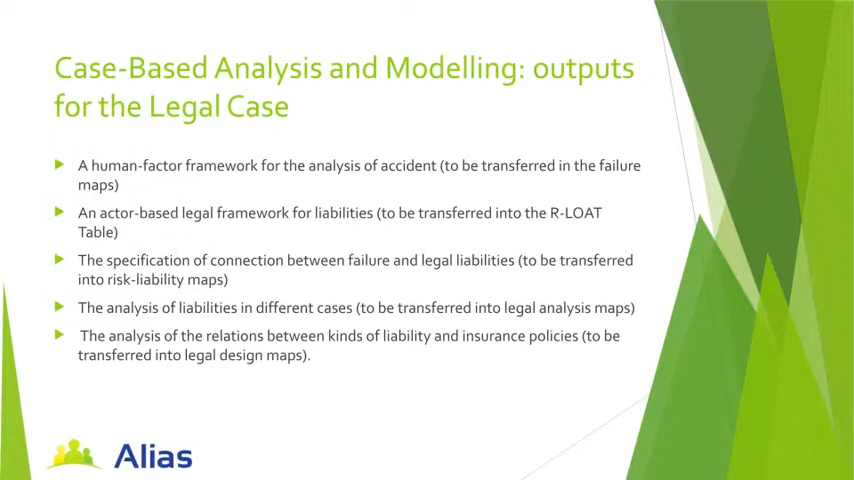 Case-Based Analysis and Modelling: outputs
for the Legal Case
A human-factor framework for the analysis of accident (to be transferred in the failure
maps)
An actor-based legal framework for liabilities (to be transferred into the R-LOAT
Table)
The specification of connection between failure and legal liabilities (to be transferred
into risk-liability maps)
The analysis of liabilities in different cases (to be transferred into legal analysis maps)
The analysis of the relations between kinds of liability and insurance policies (to be
transferred into legal design maps).
Alias